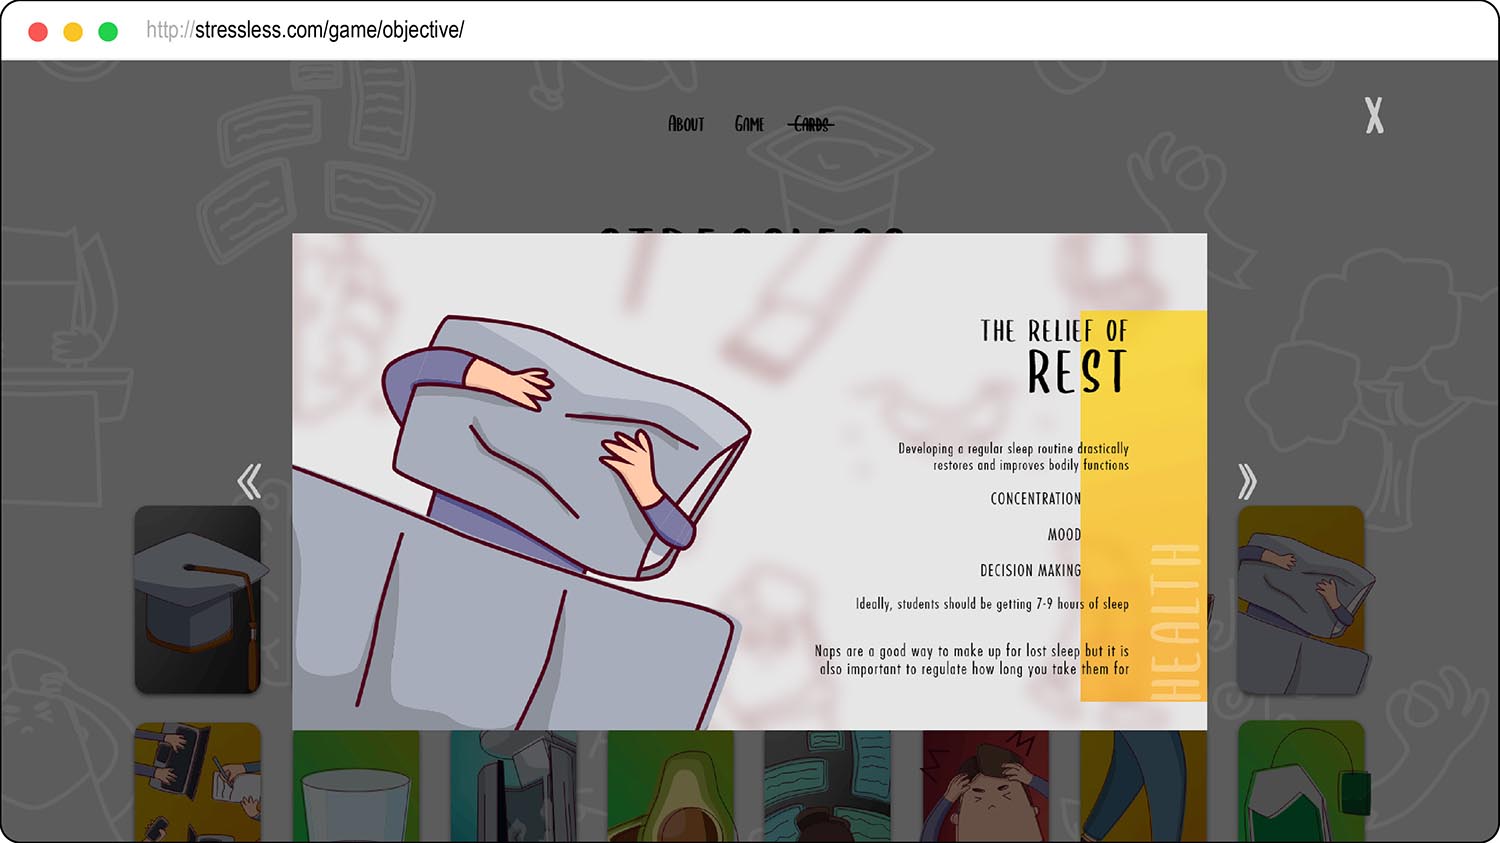 http://stressless.com/game/objective/
About Game Cards
X
STRESSLESS
THE RELIEF OF
REST
Developing a regular sleep routine drastically
restores and improves bodily functions
CONCENTRATION
MOOD
DECISION MAKING
Ideally, students should be getting 7-9 hours of sleep
Naps are a good way to make up for lost sleep but it is
also important to regulate how long you take them for
HEALTH